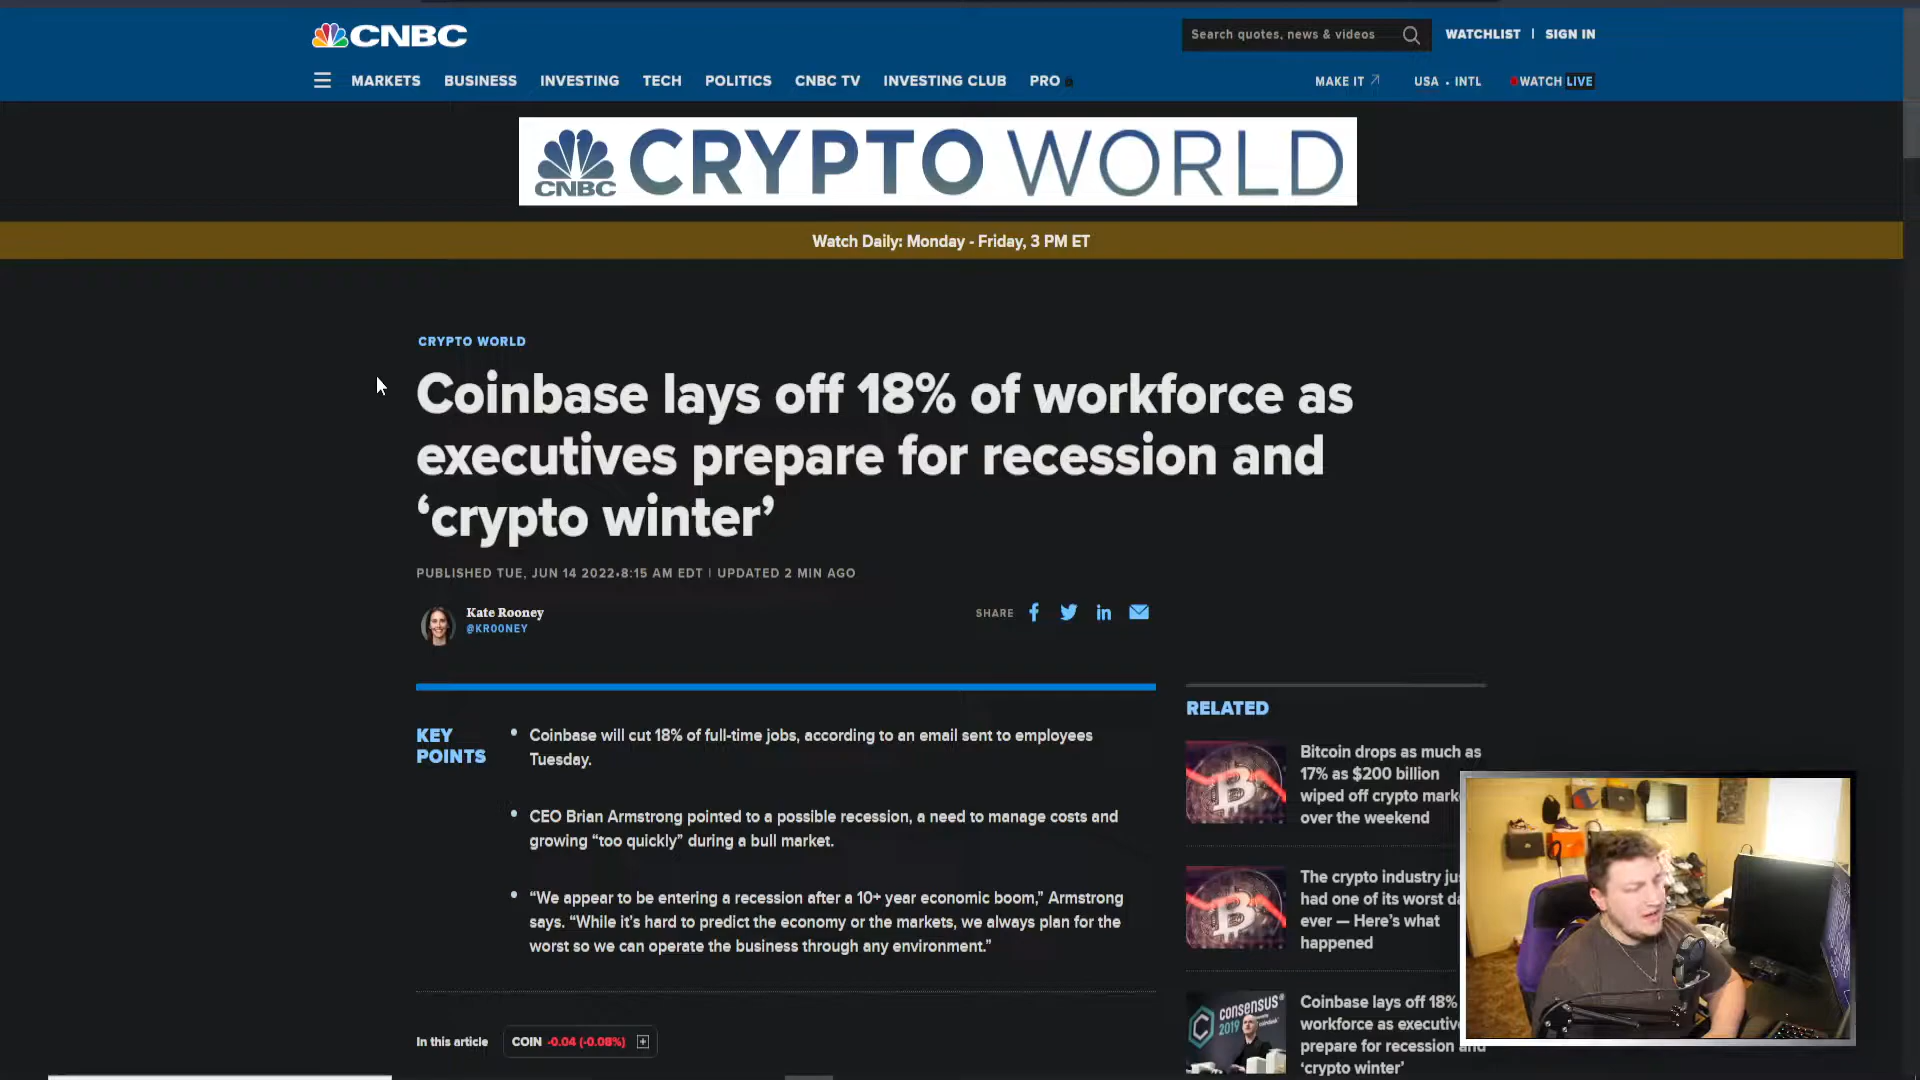 CNBC
Search quotes, news & videos
WATCHLIST | SIGN IN
MARKETS BUSINESS INVESTING TECH POLITICS CNBC TV INVESTING CLUB PRO
MAKE IT USA • INTL WATCH LIVE
CNBC CRYPTO WORLD
Watch Daily: Monday - Friday, 3 PM ET
CRYPTO WORLD
Coinbase lays off 18% of workforce as
executives prepare for recession and
‘crypto winter’
PUBLISHED TUE, JUN 14 2022•8:15 AM EDT | UPDATED 2 MIN AGO
Kate Rooney
@KROONEY
SHARE
KEY
POINTS
Coinbase will cut 18% of full-time jobs, according to an email sent to employees
Tuesday.
CEO Brian Armstrong pointed to a possible recession, a need to manage costs and
growing “too quickly” during a bull market.
“We appear to be entering a recession after a 10+ year economic boom,” Armstrong
says. “While it’s hard to predict the economy or the markets, we always plan for the
worst so we can operate the business through any environment.”
In this article
COIN -0.04 (-0.08%)
RELATED
Bitcoin drops as much as
17% as $200 billion
wiped off crypto mark
over the weekend
The crypto industry ju
had one of its worst d
ever — Here’s what
happened
consensus
2019
Coinbase lays off 18%
workforce as executiv
prepare for recession and
‘crypto winter’